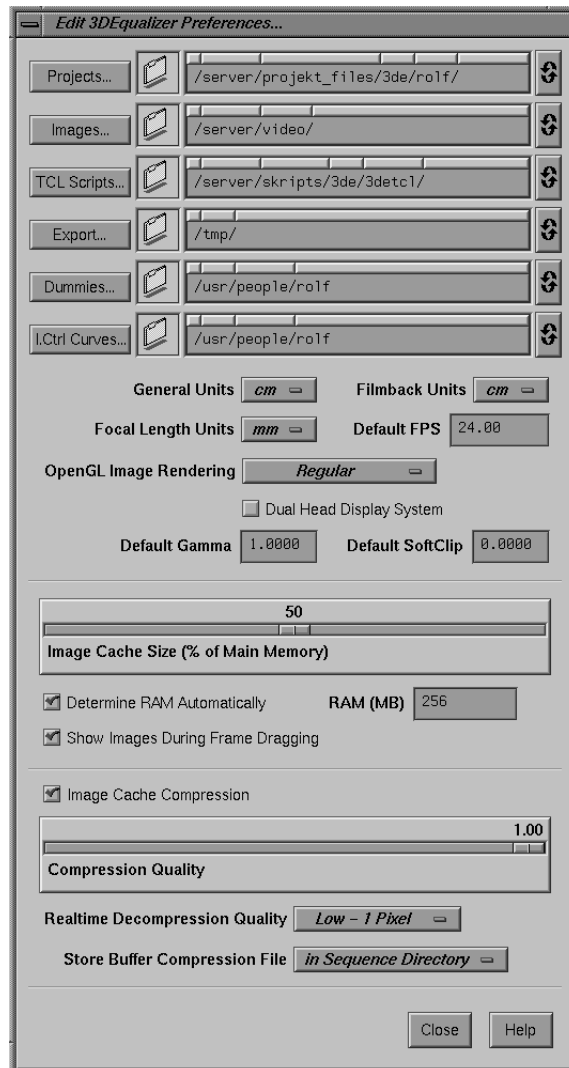 Edit 3DEqualizer Preferences...
Projects... /server/projekt_files/3de/rolf/
Images... /server/video/
TCL Scripts... /server/skripts/3de/3detcl/
Export... /tmp/
Dummies... /usr/people/rolf
I.Ctrl Curves... /usr/people/rolf
General Units cm Filmback Units cm
Focal Length Units mm Default FPS 24.00
OpenGL Image Rendering Regular
Dual Head Display System
Default Gamma 1.0000 Default SoftClip 0.0000
50
Image Cache Size (% of Main Memory)
Determine RAM Automatically RAM (MB) 256
Show Images During Frame Dragging
Image Cache Compression
1.00
Compression Quality
Realtime Decompression Quality Low – 1 Pixel
Store Buffer Compression File in Sequence Directory
Close Help